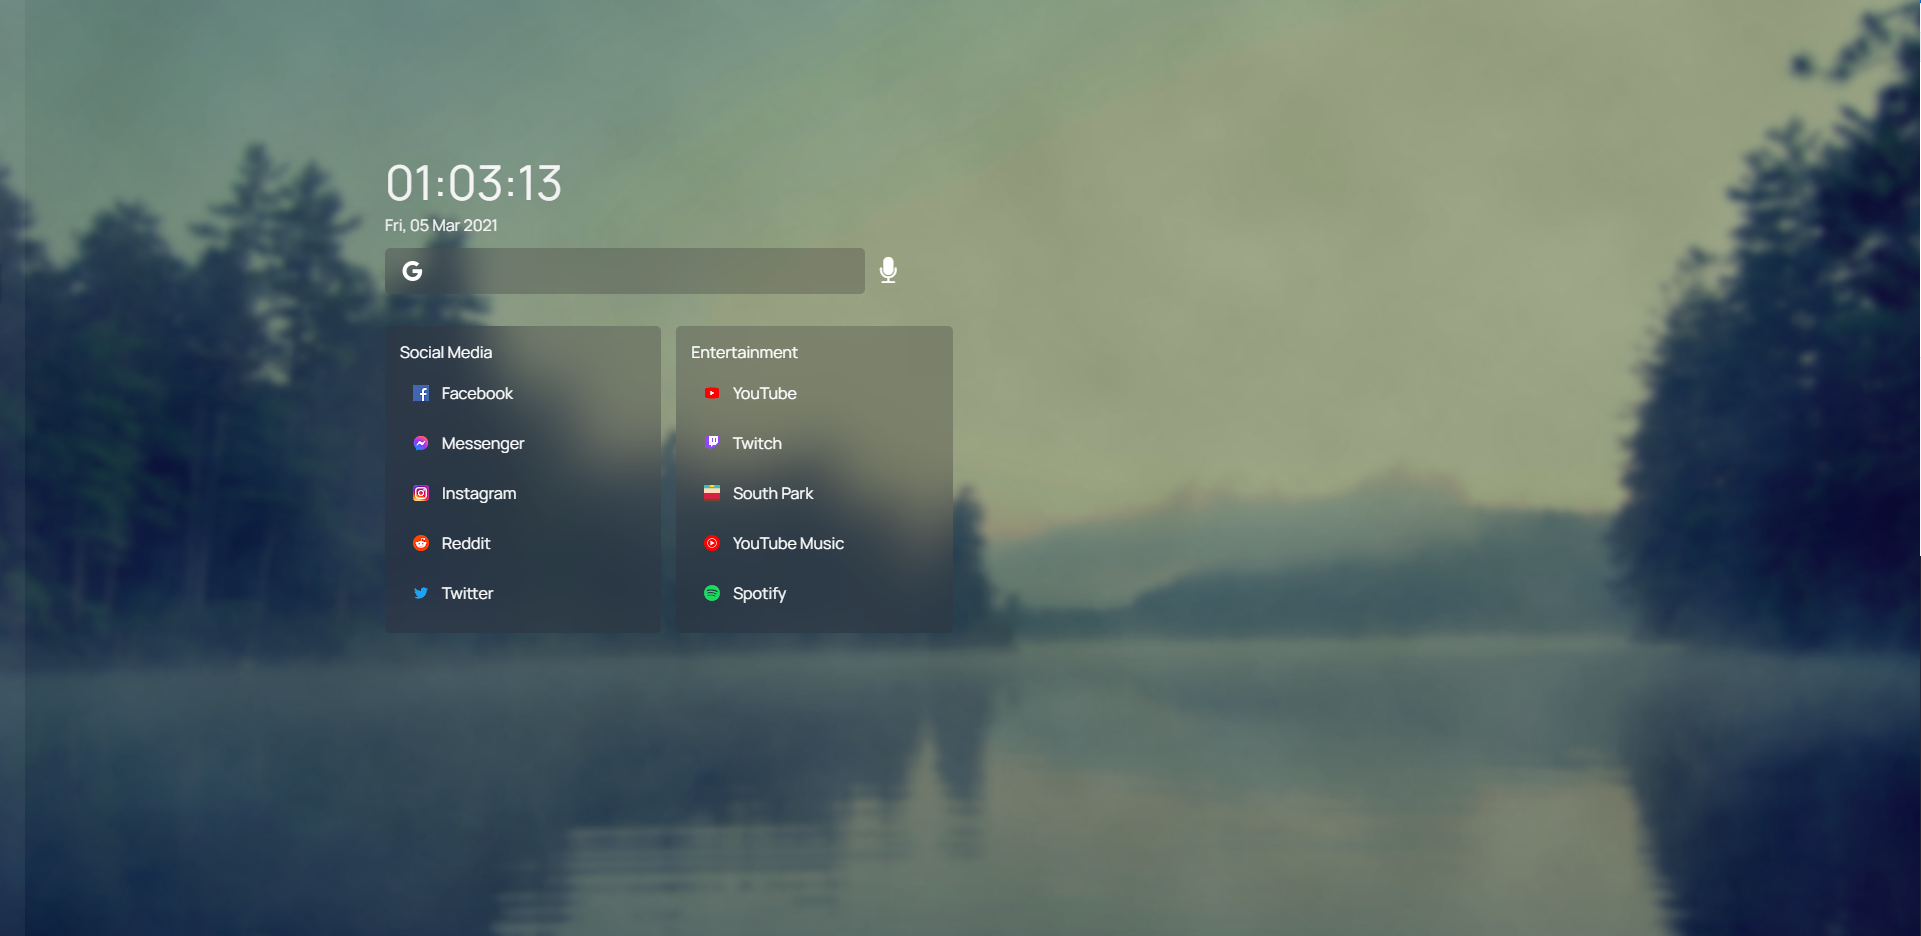 01:03:13
Fri, 05 Mar 2021
G
Social Media
Facebook
Messenger
Instagram
Reddit
Twitter
Entertainment
YouTube
Twitch
South Park
YouTube Music
Spotify